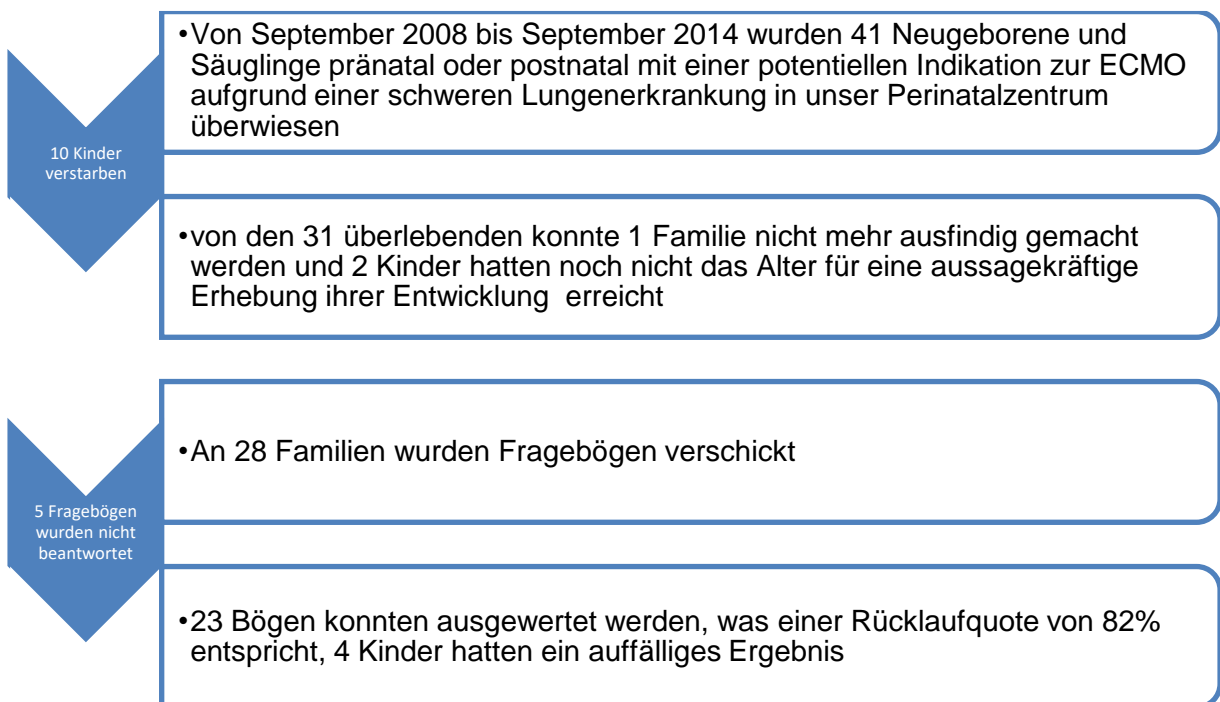 •Von September 2008 bis September 2014 wurden 41 Neugeborene und
Säuglinge pränatal oder postnatal mit einer potentiellen Indikation zur ECMO
aufgrund einer schweren Lungenerkrankung in unser Perinatalzentrum
überwiesen
10 Kinder
verstarben
•von den 31 überlebenden konnte 1 Familie nicht mehr ausfindig gemacht
werden und 2 Kinder hatten noch nicht das Alter für eine aussagekräftige
Erhebung ihrer Entwicklung  erreicht
•An 28 Familien wurden Fragebögen verschickt
5 Fragebögen
wurden nicht
beantwortet
•23 Bögen konnten ausgewertet werden, was einer Rücklaufquote von 82%
entspricht, 4 Kinder hatten ein auffälliges Ergebnis